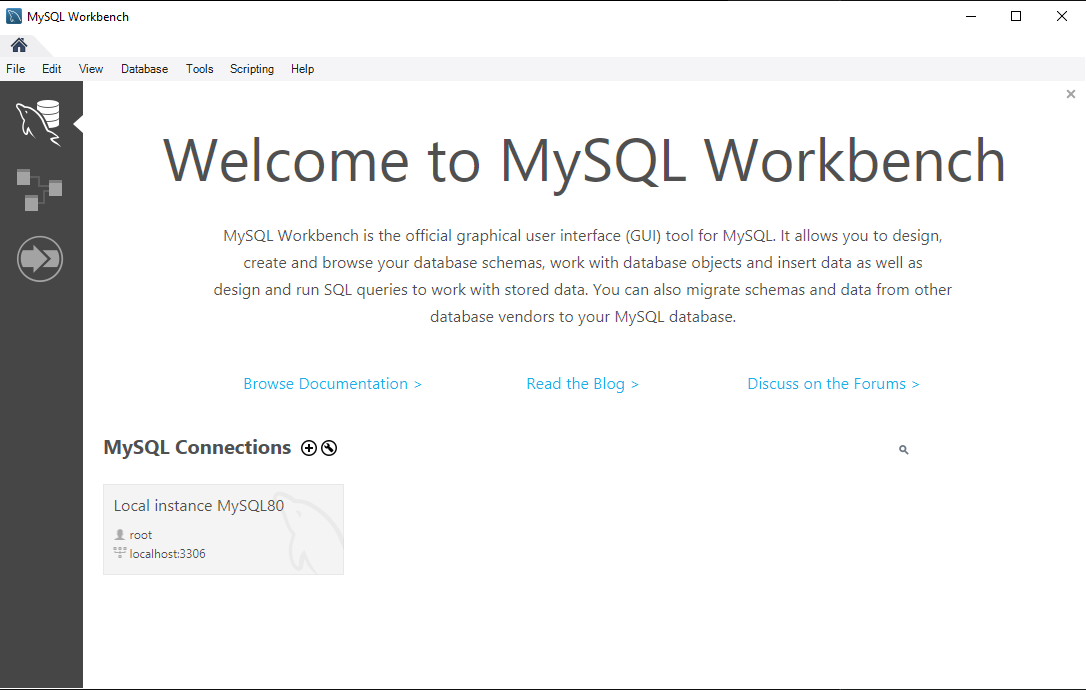 MySQL Workbench
File Edit View Database Tools Scripting Help
Welcome to MySQL Workbench
MySQL Workbench is the official graphical user interface (GUI) tool for MySQL. It allows you to design,
create and browse your database schemas, work with database objects and insert data as well as
design and run SQL queries to work with stored data. You can also migrate schemas and data from other
database vendors to your MySQL database.
Browse Documentation > Read the Blog > Discuss on the Forums >
MySQL Connections
Local instance MySQL80
root
localhost:3306